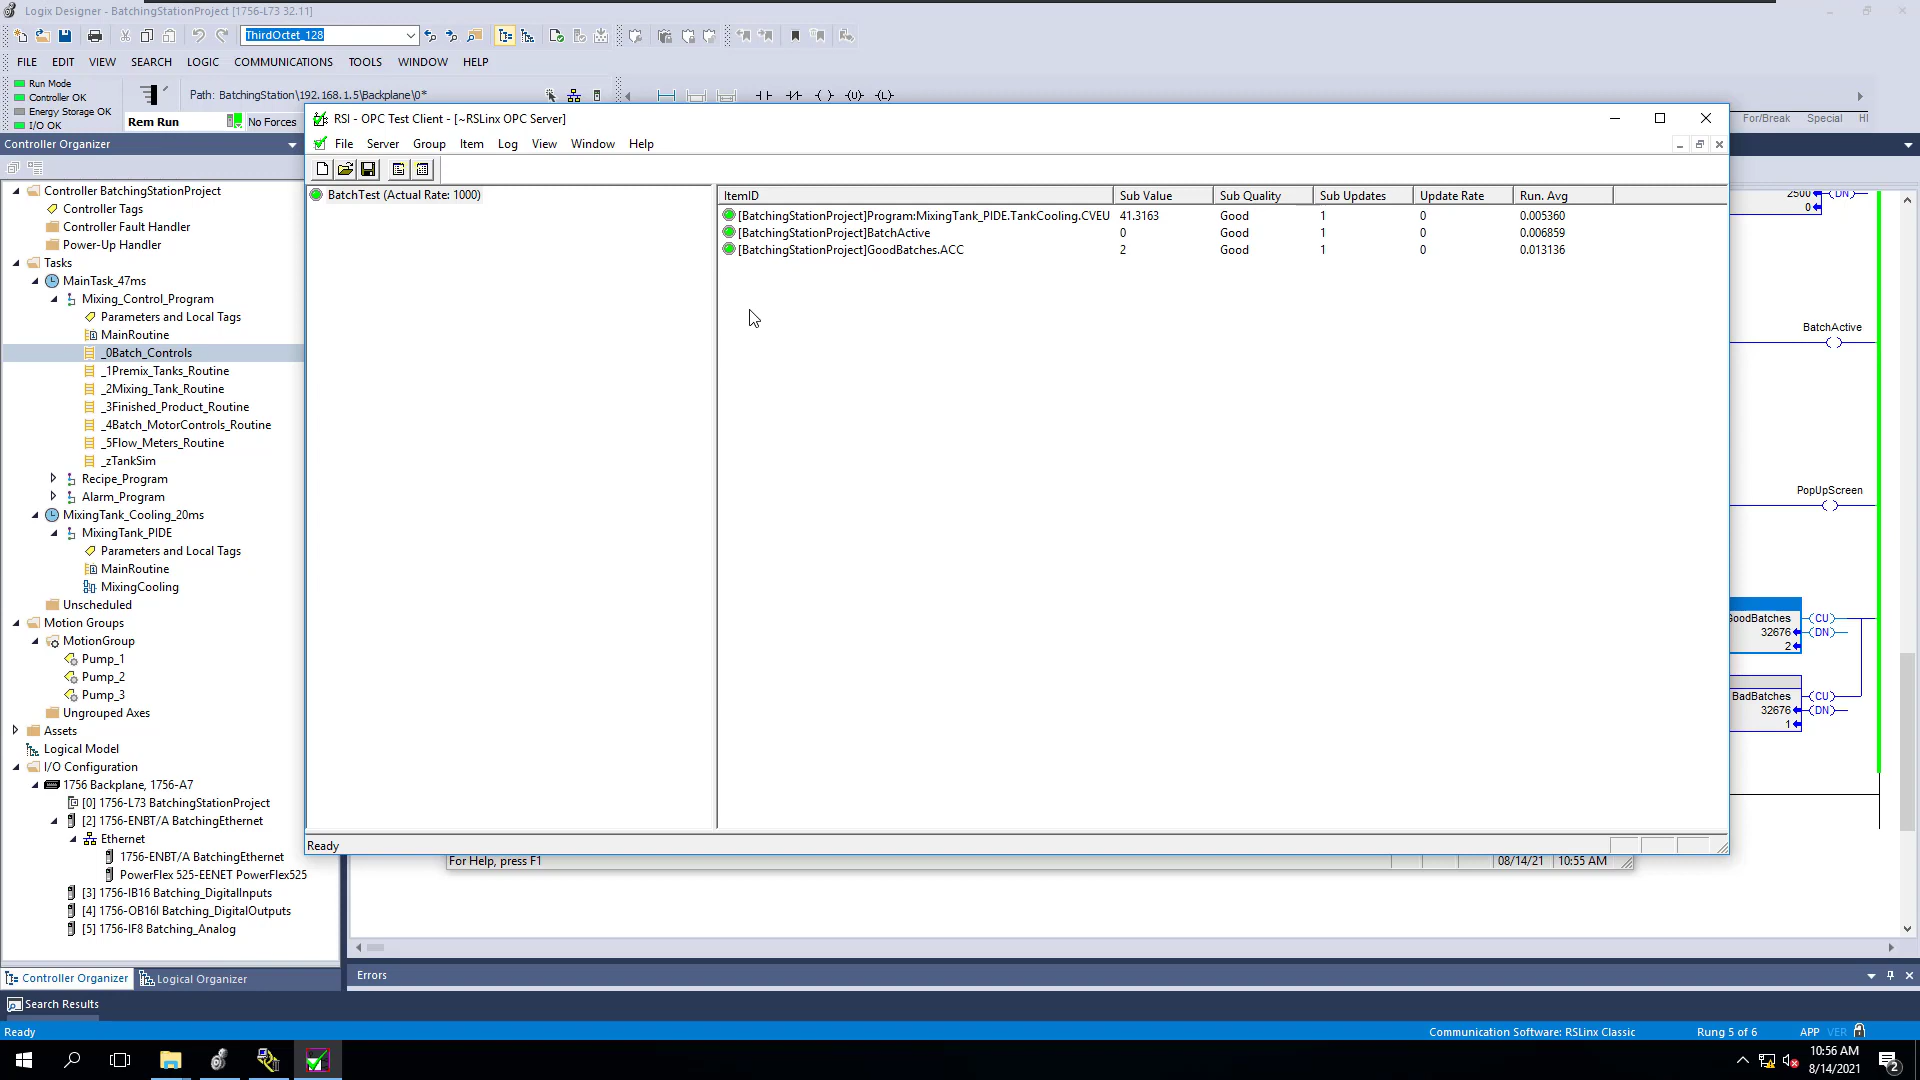 Logix Designer - BatchingStationProject [1756-L73 32.11]
ThirdOctet_128
FILE EDIT VIEW SEARCH LOGIC COMMUNICATIONS TOOLS WINDOW HELP
Run Mode
Controller OK
Energy Storage OK
I/O OK
Path: BatchingStation\192.168.1.5\Backplane\0*
Rem Run
No Forces
For/Break Special
Controller Organizer
RSI - OPC Test Client - [~RSLinx OPC Server]
File Server Group Item Log View Window Help
BatchTest (Actual Rate: 1000)
ItemID Sub Value Sub Quality Sub Updates Update Rate Run. Avg
[BatchingStationProject]Program:MixingTank_PIDE.TankCooling.CVEU 41.3163 Good 1 0 0.005360
[BatchingStationProject]BatchActive 0 Good 1 0 0.006859
[BatchingStationProject]GoodBatches.ACC 2 Good 1 0 0.013136
Ready
For Help, press F1
08/14/21 10:55 AM
Controller BatchingStationProject
Controller Tags
Controller Fault Handler
Power-Up Handler
Tasks
MainTask_47ms
Mixing_Control_Program
Parameters and Local Tags
MainRoutine
_0Batch_Controls
_1Premix_Tanks_Routine
_2Mixing_Tank_Routine
_3Finished_Product_Routine
_4Batch_MotorControls_Routine
_5Flow_Meters_Routine
_zTankSim
Recipe_Program
Alarm_Program
MixingTank_Cooling_20ms
MixingTank_PIDE
Parameters and Local Tags
MainRoutine
MixingCooling
Unscheduled
Motion Groups
MotionGroup
Pump_1
Pump_2
Pump_3
Ungrouped Axes
Assets
Logical Model
I/O Configuration
1756 Backplane, 1756-A7
[0] 1756-L73 BatchingStationProject
[2] 1756-ENBT/A BatchingEthernet
Ethernet
1756-ENBT/A BatchingEthernet
PowerFlex 525-EENET PowerFlex525
[3] 1756-IB16 Batching_DigitalInputs
[4] 1756-OB16I Batching_DigitalOutputs
[5] 1756-IF8 Batching_Analog
2500
0
DN
BatchActive
PopUpScreen
GoodBatches CU
32676 DN
2
BadBatches CU
32676 DN
1
Controller Organizer Logical Organizer
Errors
Search Results
Ready
Communication Software: RSLinx Classic Rung 5 of 6 APP VER
10:56 AM
8/14/2021
2